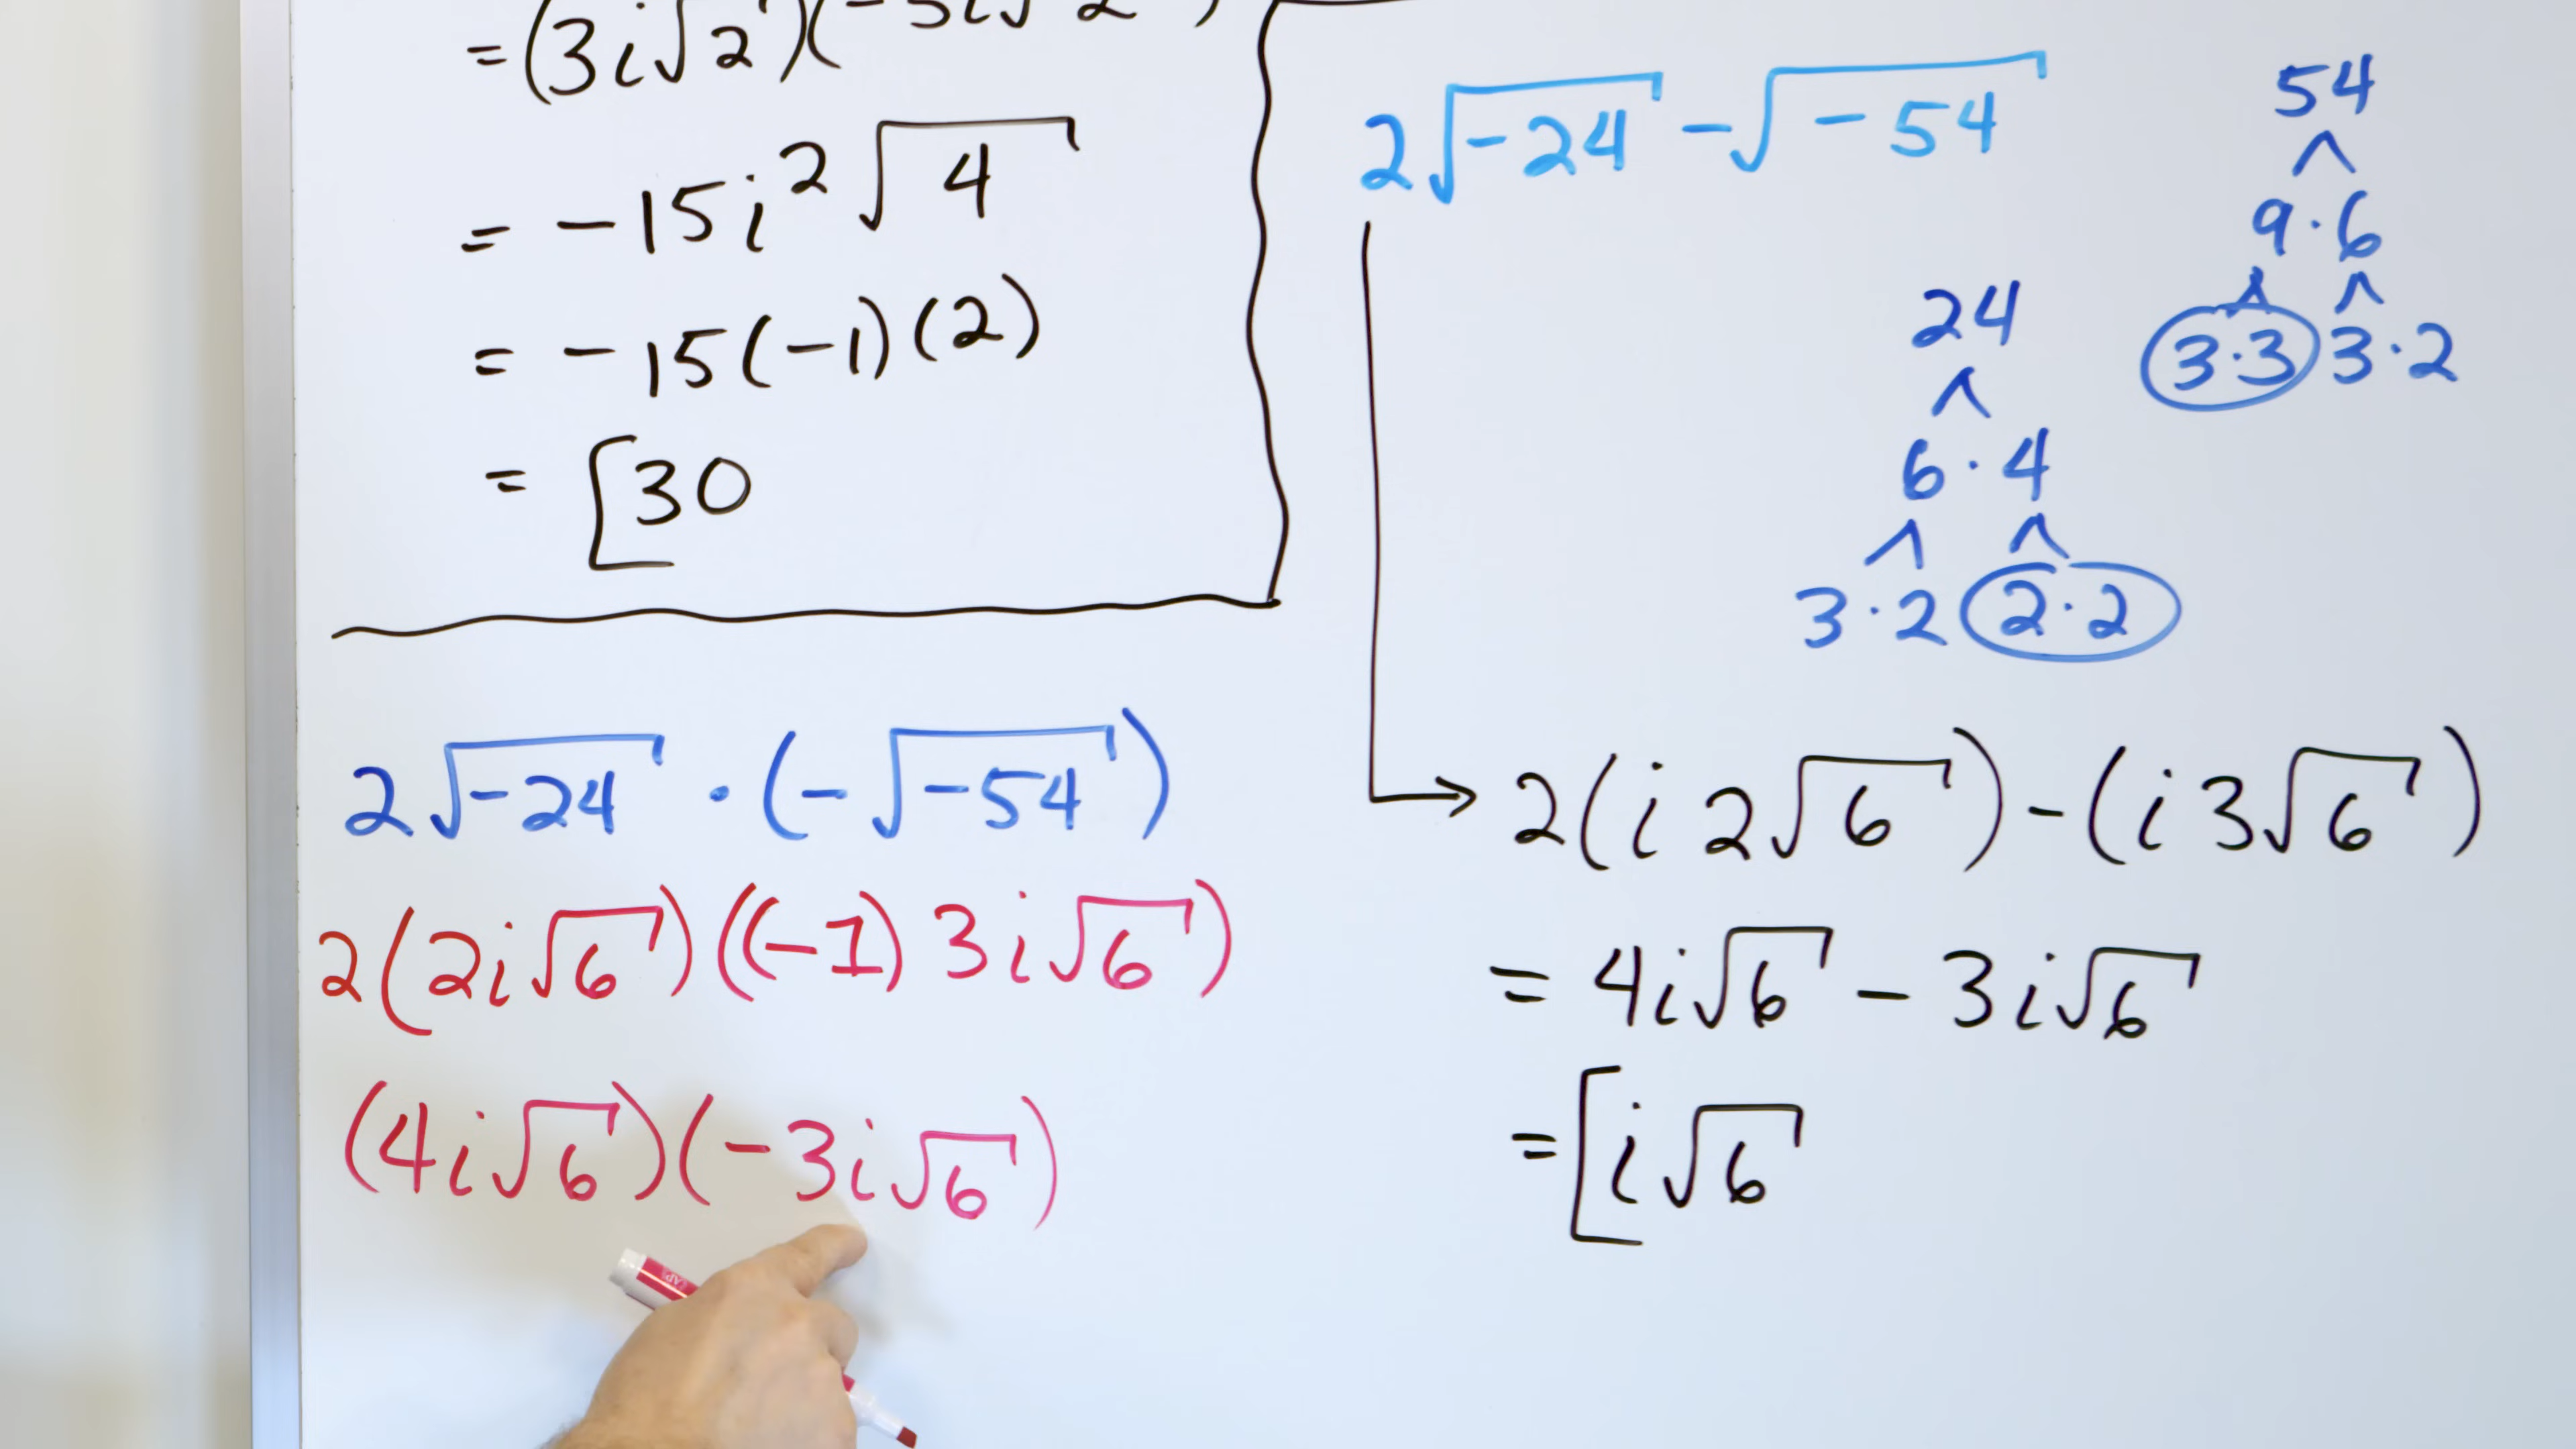 =(3i√2)(-5i√2)
= -15i²√4
= -15(-1)(2)
= [30
2√-24 · (-√-54)
2(2i√6)((-1)3i√6)
(4i√6)(-3i√6)
2√-24 - √-54
54
9·6
3·3 3·2
24
6·4
3·2 2·2
2(i2√6)-(i3√6)
= 4i√6 - 3i√6
=[i√6